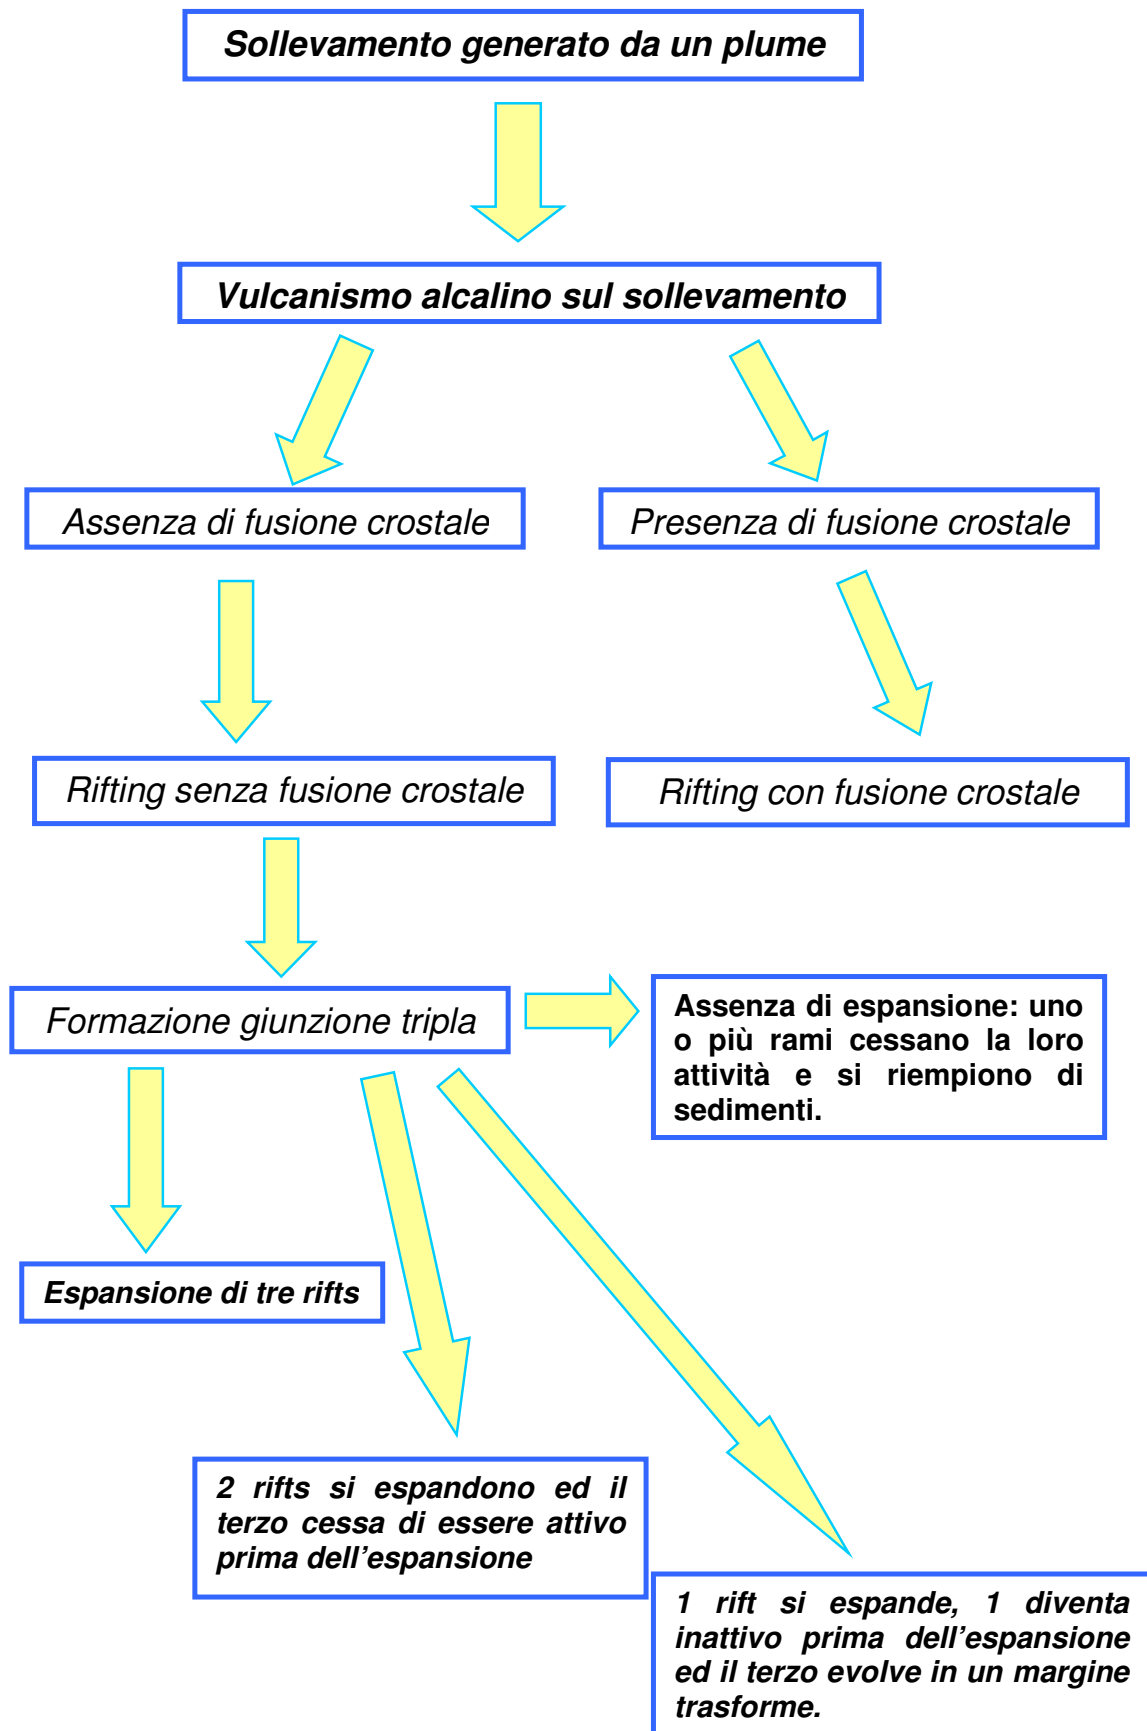 Sollevamento generato da un plume
Vulcanismo alcalino sul sollevamento
Assenza di fusione crostale
Presenza di fusione crostale
Rifting senza fusione crostale
Rifting con fusione crostale
Formazione giunzione tripla
Assenza di espansione: uno
o più rami cessano la loro
attività e si riempiono di
sedimenti.
Espansione di tre rifts
2 rifts si espandono ed il
terzo cessa di essere attivo
prima dell'espansione
1 rift si espande, 1 diventa
inattivo prima dell'espansione
ed il terzo evolve in un margine
trasforme.